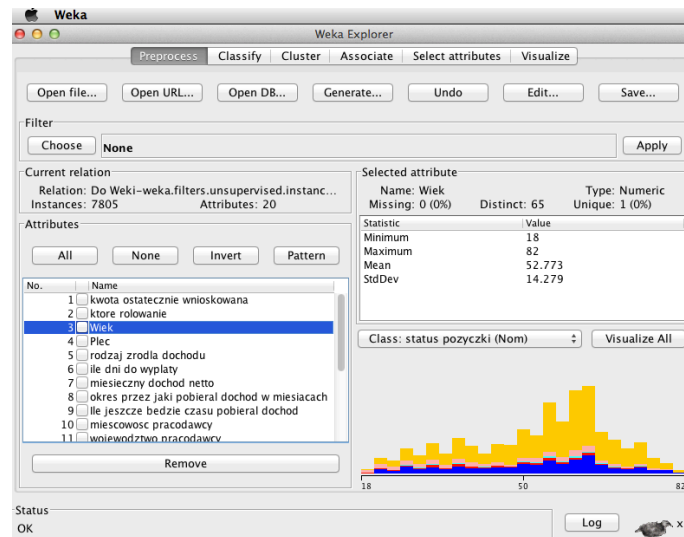 Weka
Weka Explorer
Preprocess Classify Cluster Associate Select attributes Visualize
Open file... Open URL... Open DB... Generate... Undo Edit... Save...
Filter
Choose None Apply
Current relation
Relation: Do Weki-weka.filters.unsupervised.instanc...
Instances: 7805 Attributes: 20
Attributes
All None Invert Pattern
No. Name
1 kwota ostatecznie wnioskowana
2 ktore rolowanie
3 Wiek
4 Plec
5 rodzaj zrodla dochodu
6 ile dni do wyplaty
7 miesieczny dochod netto
8 okres przez jaki pobieral dochod w miesiacach
9 Ile jeszcze bedzie czasu pobieral dochod
10 miescowosc pracodawcy
11 wojewodztwo pracodawcy
Remove
Selected attribute
Name: Wiek Type: Numeric
Missing: 0 (0%) Distinct: 65 Unique: 1 (0%)
Statistic Value
Minimum 18
Maximum 82
Mean 52.773
StdDev 14.279
Class: status pozyczki (Nom) Visualize All
18 50 82
Status
OK
Log x